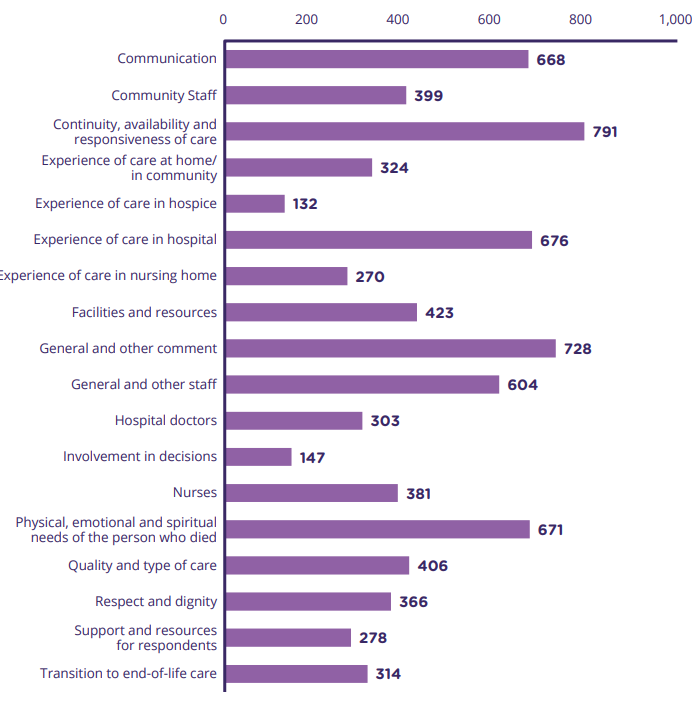 0 200 400 600 800 1,000
Communication 668
Community Staff 399
Continuity, availability and
responsiveness of care 791
Experience of care at home/
in community 324
Experience of care in hospice 132
Experience of care in hospital 676
Experience of care in nursing home 270
Facilities and resources 423
General and other comment 728
General and other staff 604
Hospital doctors 303
Involvement in decisions 147
Nurses 381
Physical, emotional and spiritual
needs of the person who died 671
Quality and type of care 406
Respect and dignity 366
Support and resources
for respondents 278
Transition to end-of-life care 314